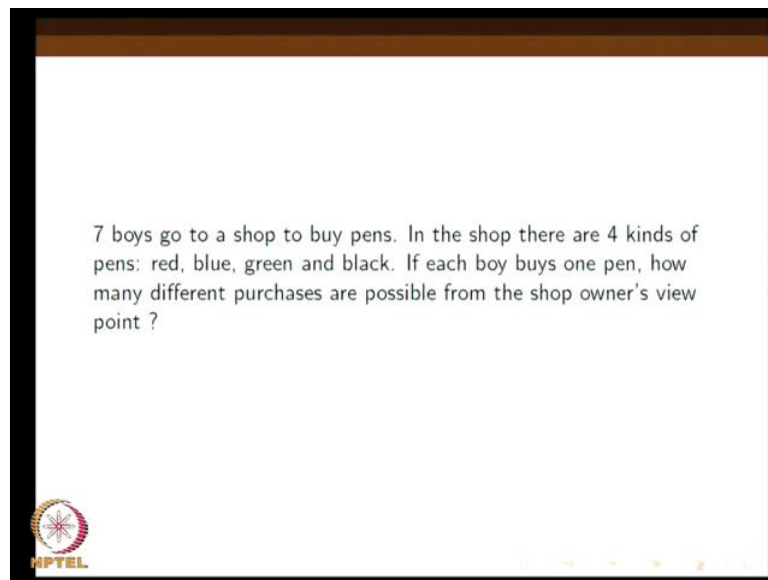 7 boys go to a shop to buy pens. In the shop there are 4 kinds of
pens: red, blue, green and black. If each boy buys one pen, how
many different purchases are possible from the shop owner's view
point ?
NPTEL